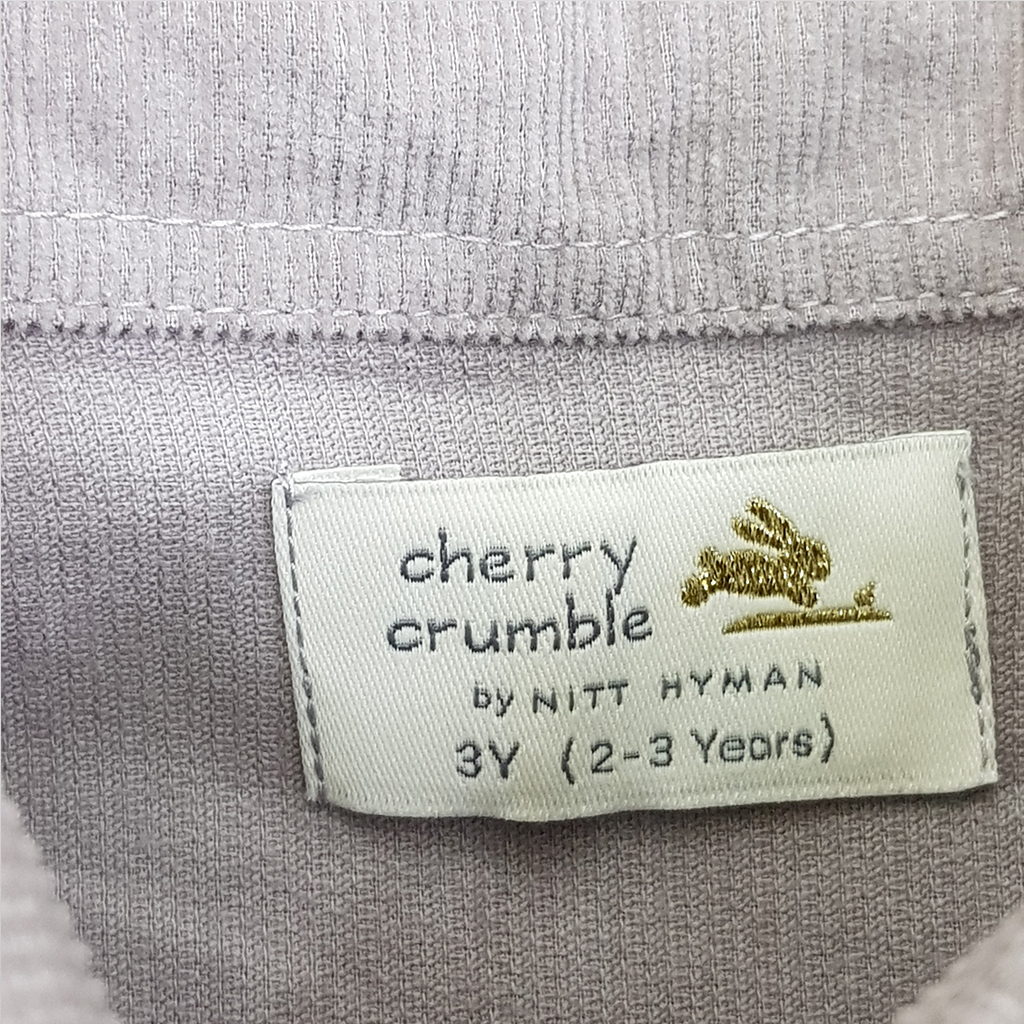 cherry
crumble
by NITT HYMAN
3Y (2-3 Years)